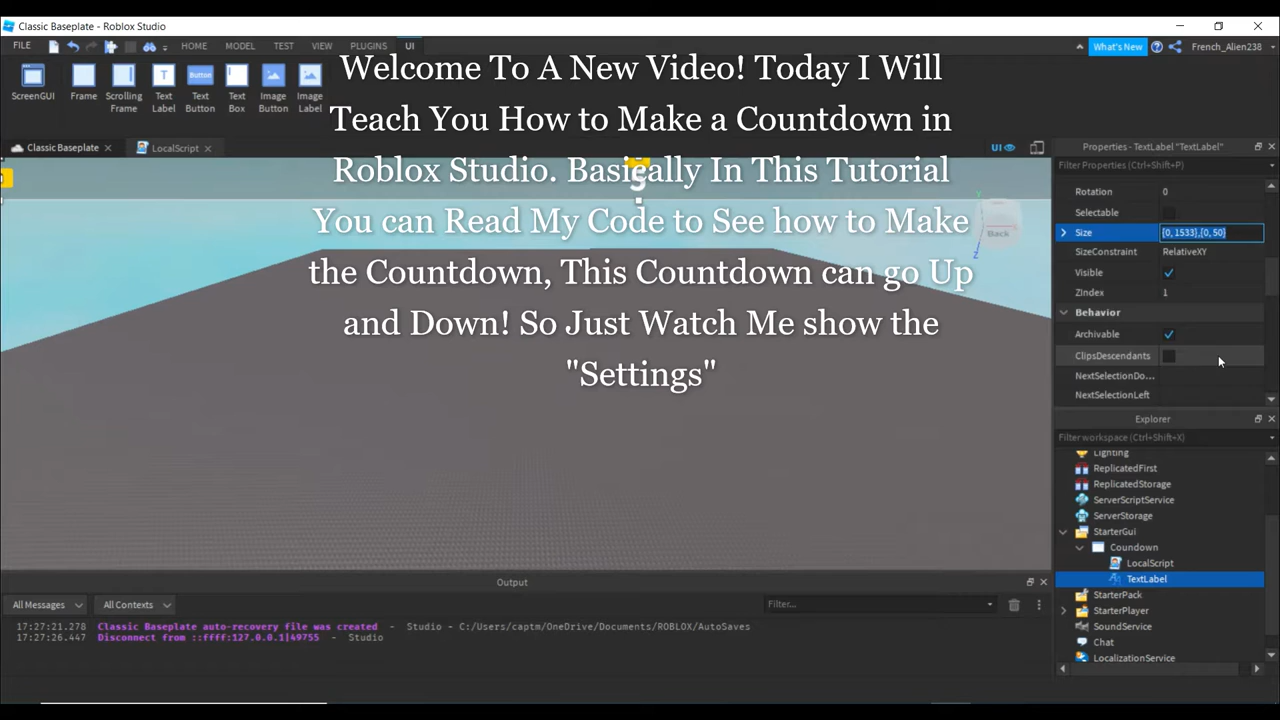 Classic Baseplate - Roblox Studio
FILE HOME MODEL TEST VIEW PLUGINS UI What's New French_Alien238
ScreenGUI Frame Scrolling Frame Text Label Text Button Text Box Image Button Image Label
Button
T
Classic Baseplate LocalScript UI
Welcome To A New Video! Today I Will
Teach You How to Make a Countdown in
Roblox Studio. Basically In This Tutorial
You can Read My Code to See how to Make
the Countdown, This Countdown can go Up
and Down! So Just Watch Me show the
"Settings"
5
Back
Properties - TextLabel "TextLabel"
Filter Properties (Ctrl+Shift+P)
Rotation 0
Selectable
Size {0, 1533},{0, 50}
SizeConstraint RelativeXY
Visible
ZIndex 1
Behavior
Archivable
ClipsDescendants
NextSelectionDo...
NextSelectionLeft
Explorer
Filter workspace (Ctrl+Shift+X)
Lighting
ReplicatedFirst
ReplicatedStorage
ServerScriptService
ServerStorage
StarterGui
Coundown
LocalScript
TextLabel
StarterPack
StarterPlayer
SoundService
Chat
LocalizationService
Output
All Messages All Contexts Filter...
17:27:21.278 Classic Baseplate auto-recovery file was created - Studio - C:/Users/captm/OneDrive/Documents/ROBLOX/AutoSaves
17:27:26.447 Disconnect from ::ffff:127.0.0.1|49755 - Studio